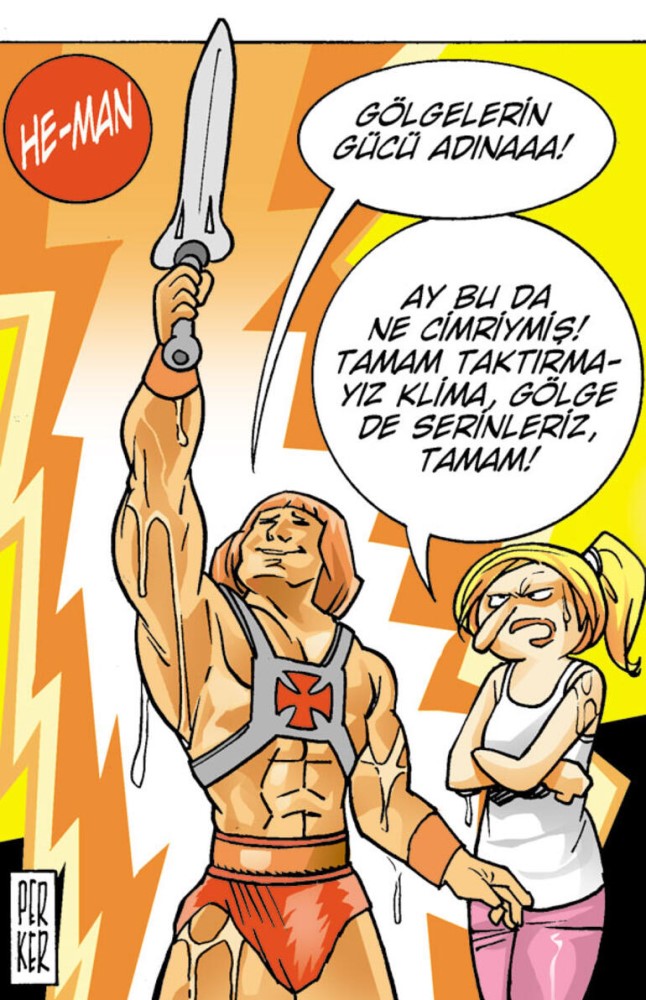 HE-MAN
GÖLGELERİN
GÜCÜ ADINAAA!
AY BU DA
NE CİMRİYMİŞ!
TAMAM TAKTIRMA-
YIZ KLİMA, GÖLGE
DE SERİNLERİZ,
TAMAM!
PER
KER